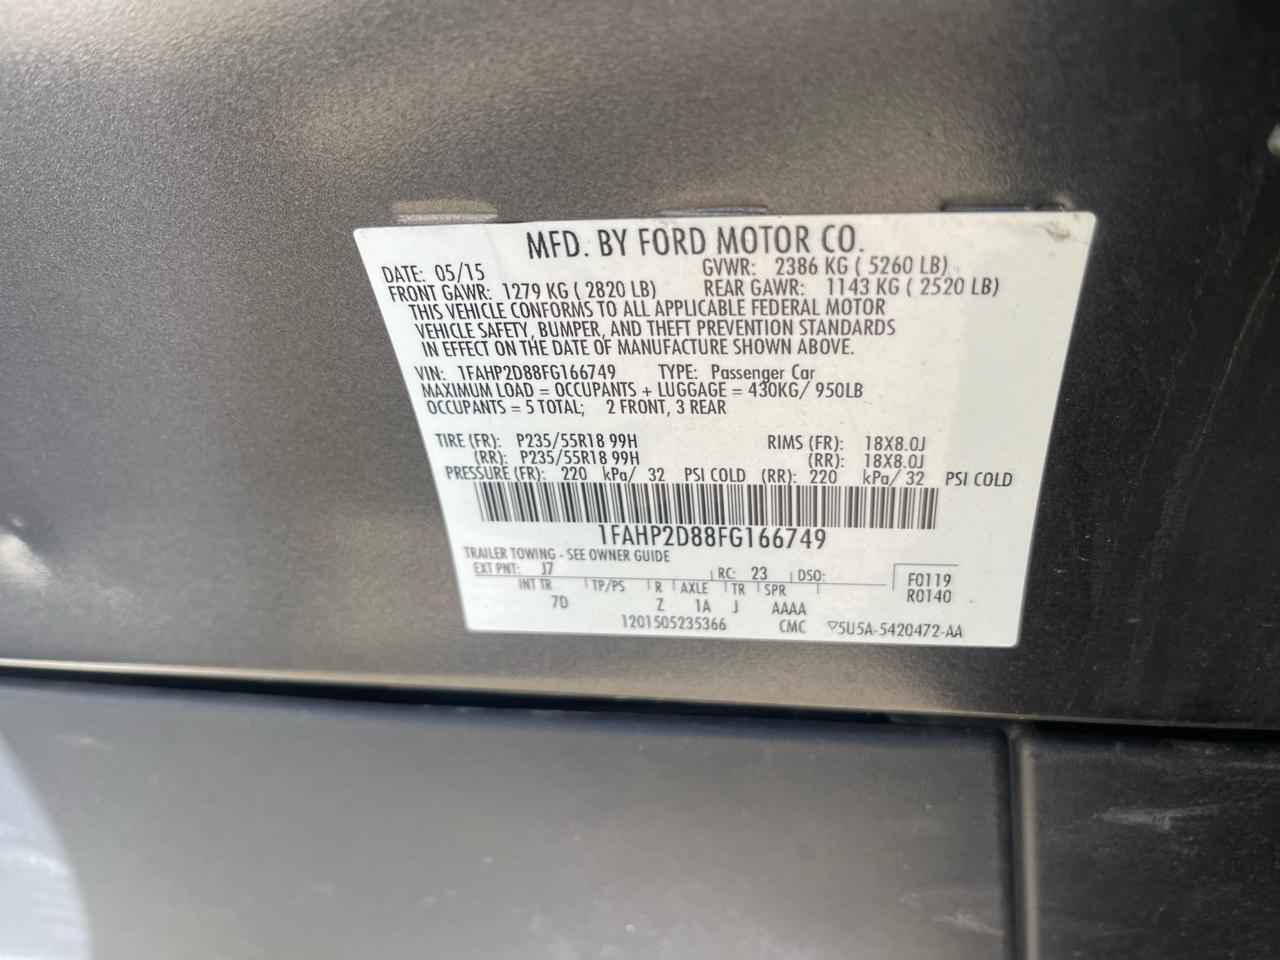 MFD. BY FORD MOTOR CO.
DATE: 05/15 GVWR: 2386 KG ( 5260 LB)
FRONT GAWR: 1279 KG ( 2820 LB) REAR GAWR: 1143 KG ( 2520 LB)
THIS VEHICLE CONFORMS TO ALL APPLICABLE FEDERAL MOTOR
VEHICLE SAFETY, BUMPER, AND THEFT PREVENTION STANDARDS
IN EFFECT ON THE DATE OF MANUFACTURE SHOWN ABOVE.
VIN: 1FAHP2D88FG166749 TYPE: Passenger Car
MAXIMUM LOAD = OCCUPANTS + LUGGAGE = 430KG/ 950LB
OCCUPANTS = 5 TOTAL; 2 FRONT, 3 REAR
TIRE (FR): P235/55R18 99H RIMS (FR): 18X8.0J
(RR): P235/55R18 99H (RR): 18X8.0J
PRESSURE (FR): 220 kPa/ 32 PSI COLD (RR): 220 kPa/ 32 PSI COLD
1FAHP2D88FG166749
TRAILER TOWING - SEE OWNER GUIDE
EXT PNT: J7 RC: 23 DSO: F0119
INT TR TP/PS R AXLE TR SPR R0140
7D Z 1A J AAAA
1201505235366 CMC ▽5U5A-5420472-AA